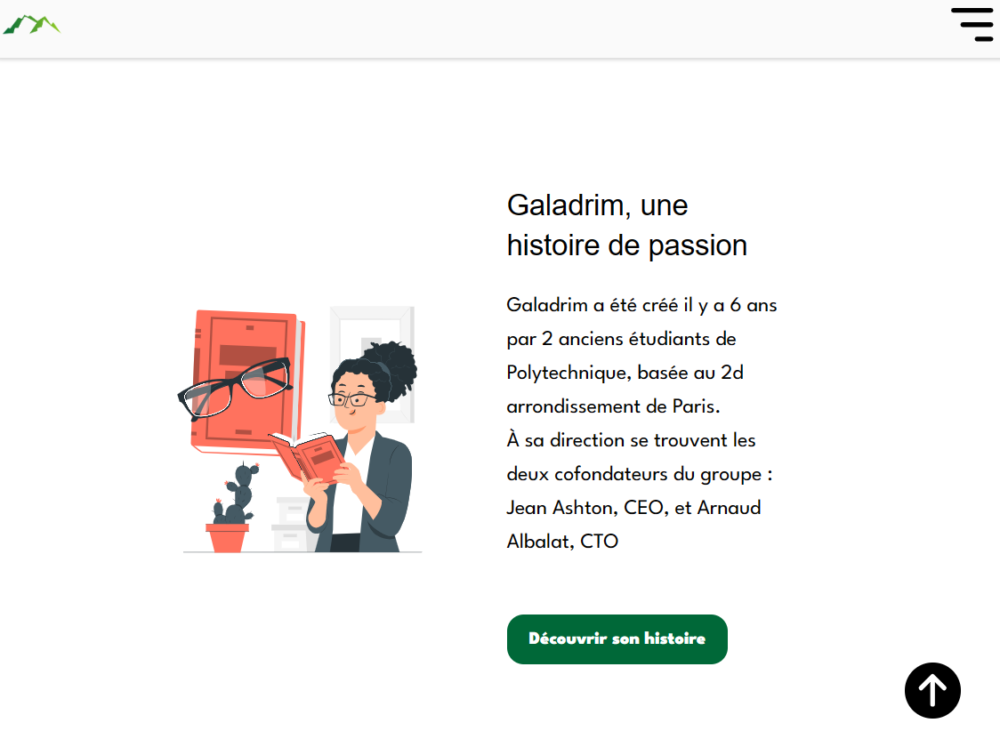 Galadrim, une
histoire de passion
Galadrim a été créé il y a 6 ans
par 2 anciens étudiants de
Polytechnique, basée au 2d
arrondissement de Paris.
À sa direction se trouvent les
deux cofondateurs du groupe :
Jean Ashton, CEO, et Arnaud
Albalat, CTO
Découvrir son histoire